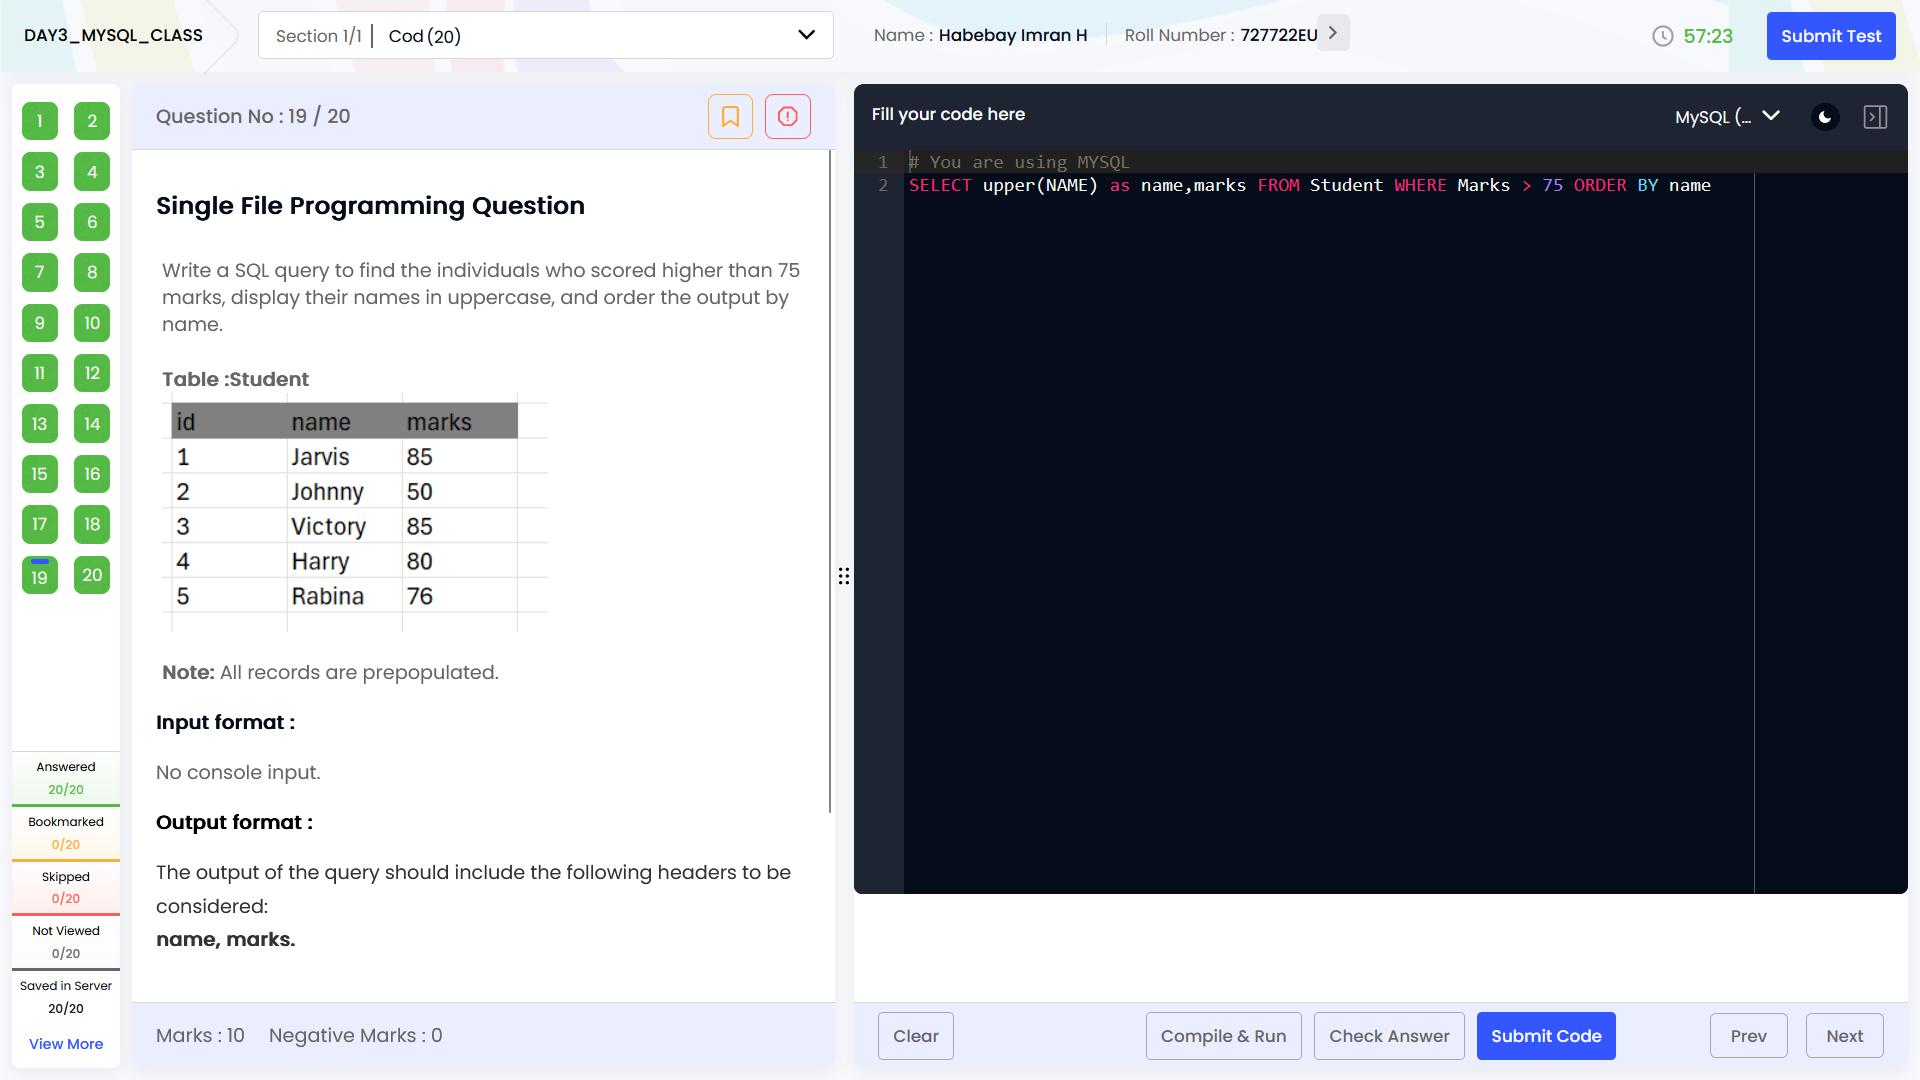 DAY3_MYSQL_CLASS
Section 1/1 | Cod (20)
Name : Habebay Imran H
Roll Number : 727722EU
57:23
Submit Test
1 2
3 4
5 6
7 8
9 10
11 12
13 14
15 16
17 18
19 20
Answered
20/20
Bookmarked
0/20
Skipped
0/20
Not Viewed
0/20
Saved in Server
20/20
View More
Question No : 19 / 20
Single File Programming Question
Write a SQL query to find the individuals who scored higher than 75
marks, display their names in uppercase, and order the output by
name.
Table :Student
id name marks
1 Jarvis 85
2 Johnny 50
3 Victory 85
4 Harry 80
5 Rabina 76
Note: All records are prepopulated.
Input format :
No console input.
Output format :
The output of the query should include the following headers to be
considered:
name, marks.
Marks : 10 Negative Marks : 0
Fill your code here
MySQL (...
1 # You are using MYSQL
2 SELECT upper(NAME) as name,marks FROM Student WHERE Marks > 75 ORDER BY name
Clear
Compile & Run
Check Answer
Submit Code
Prev
Next